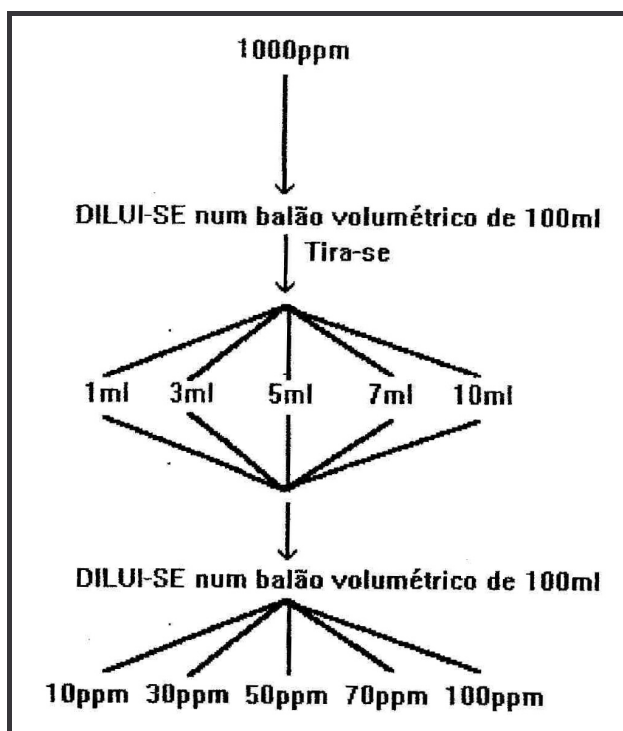 1000ppm
DILUI-SE num balão volumétrico de 100ml
Tira-se
1ml 3ml 5ml 7ml 10ml
DILUI-SE num balão volumétrico de 100ml
10ppm 30ppm 50ppm 70ppm 100ppm